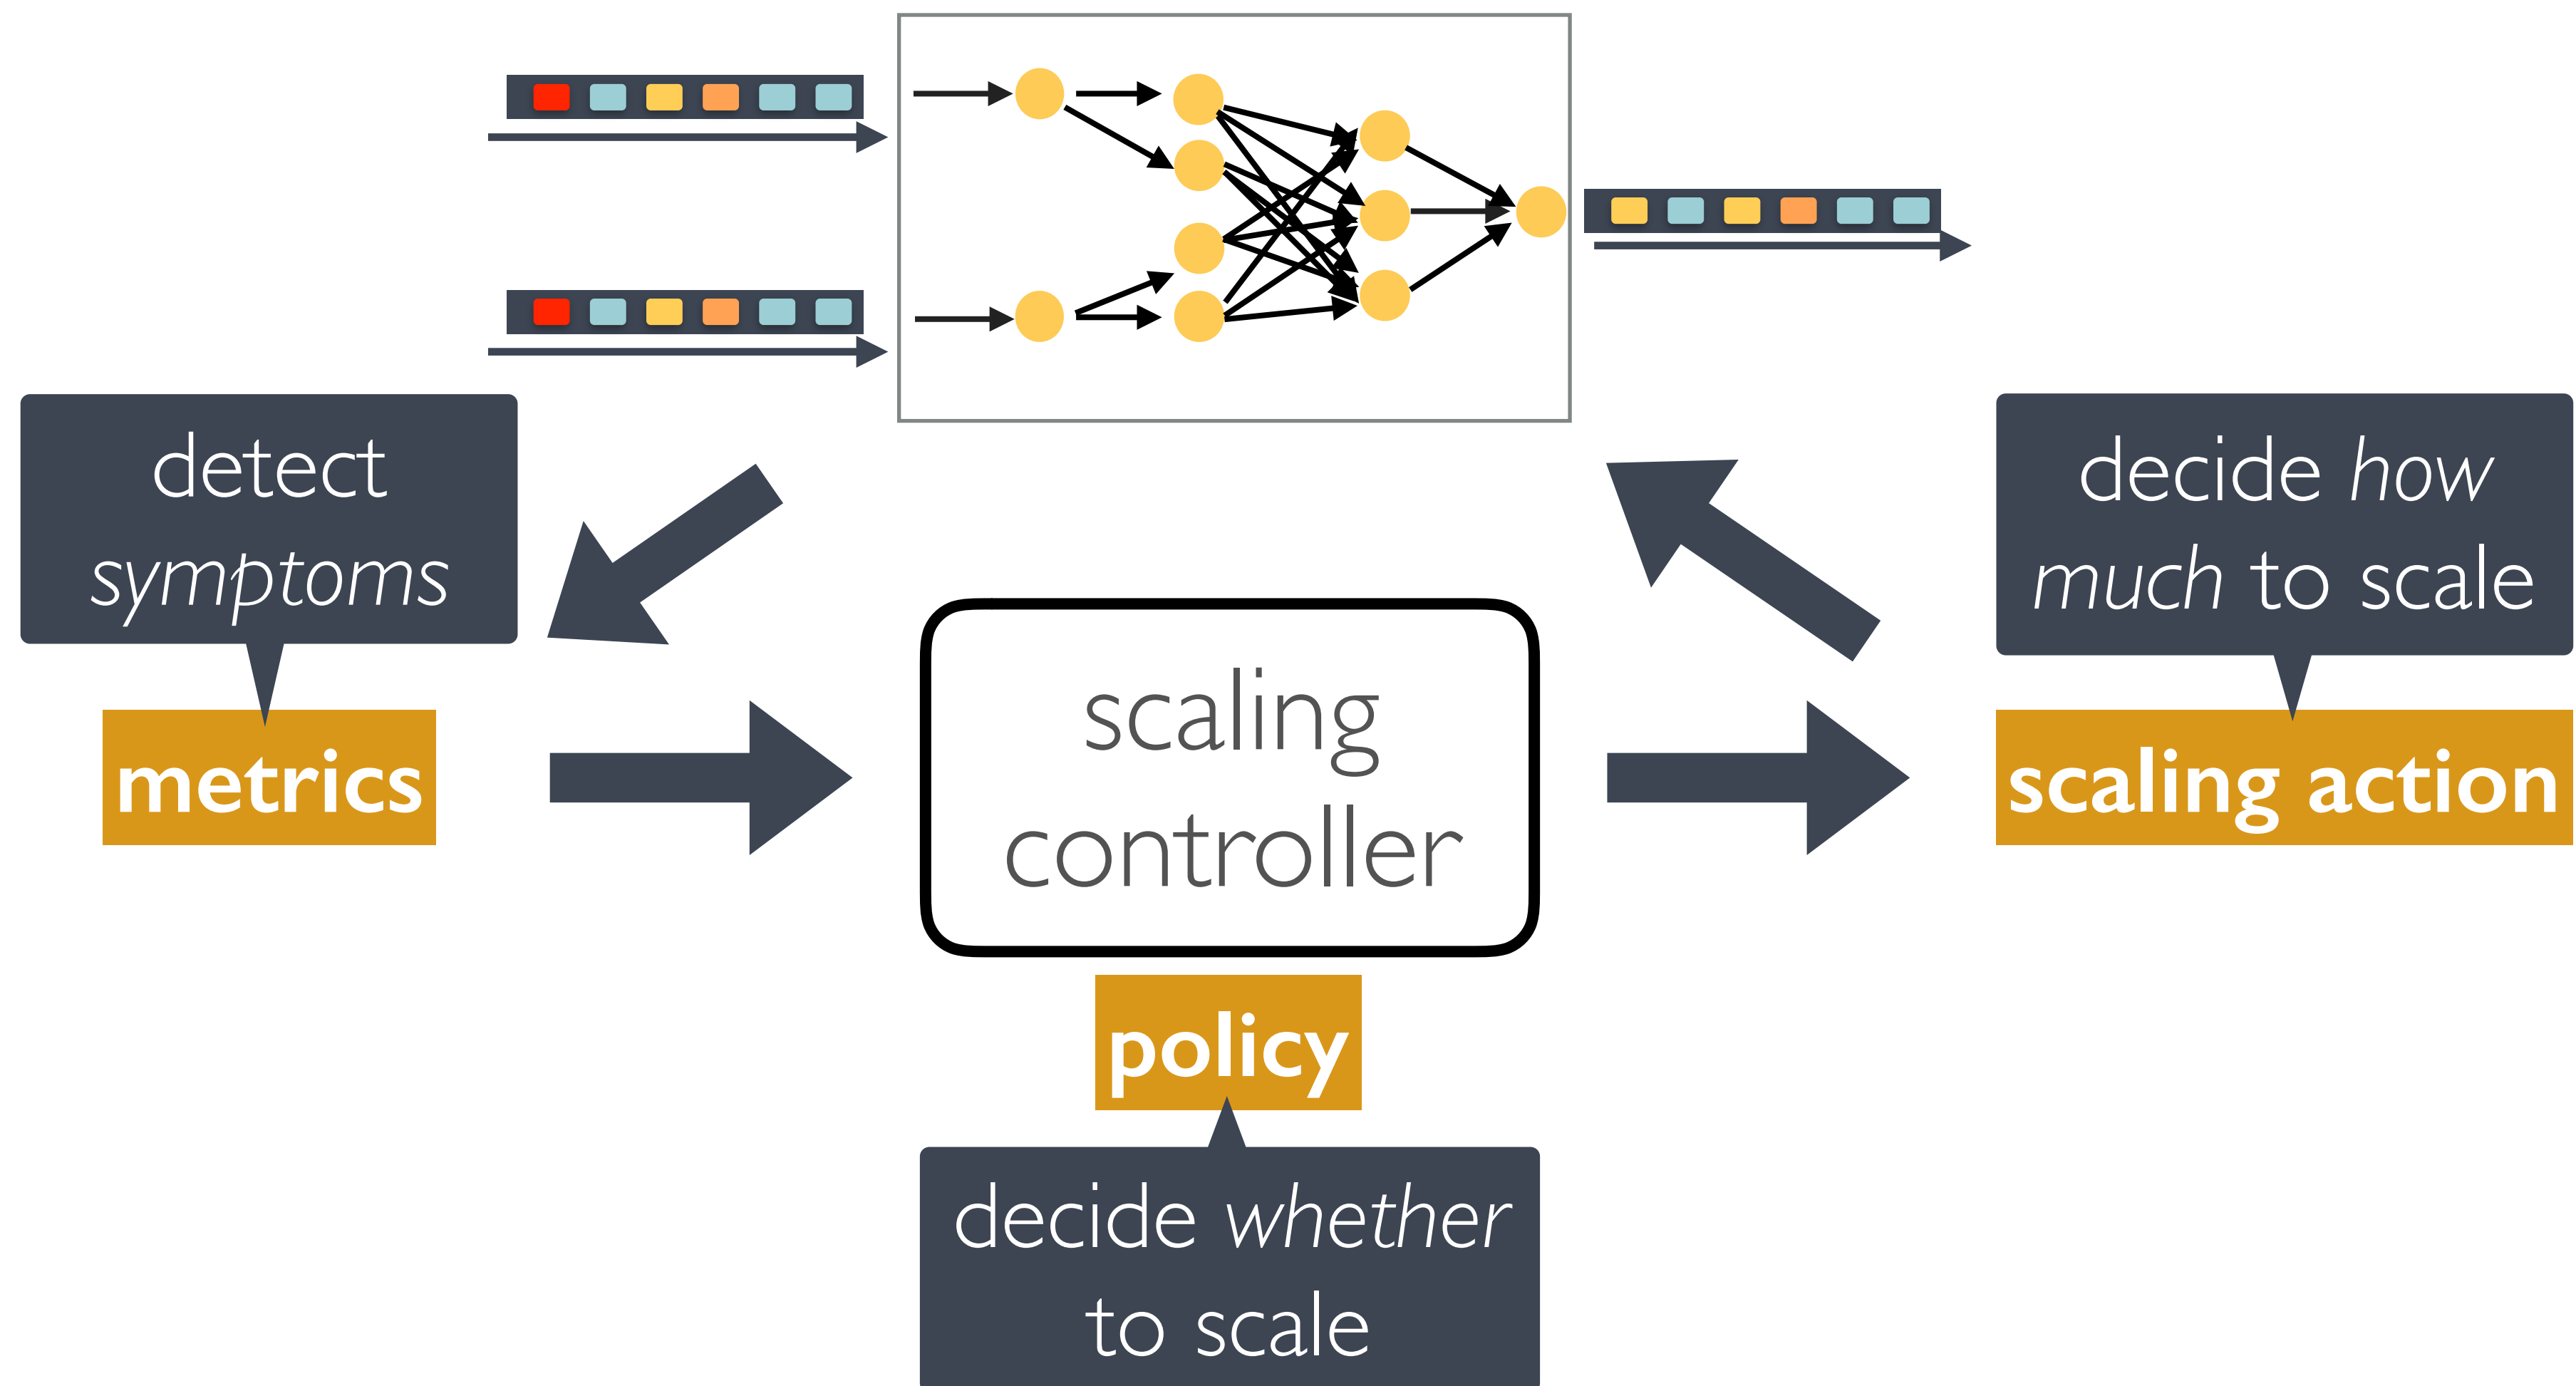 detect
symptoms
metrics
scaling
controller
policy
decide whether
to scale
decide how
much to scale
scaling action